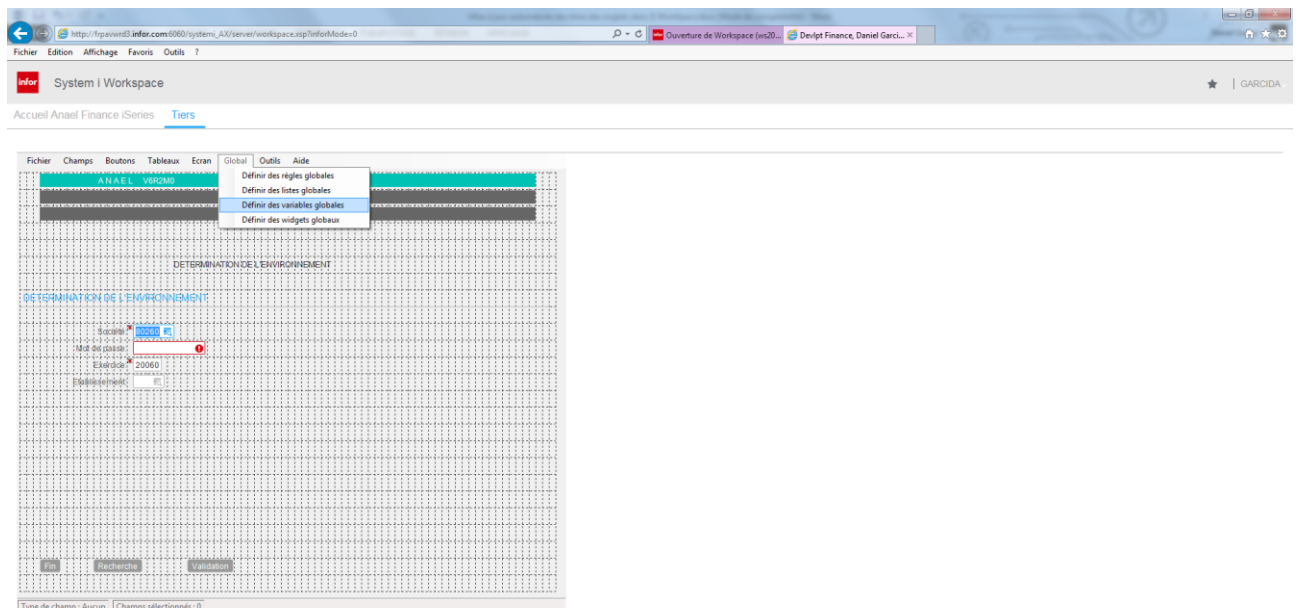 http://frpavwrd3.infor.com:6060/systemi_AX/server/workspace.xsp?inforMode=0
Ouverture de Workspace (ws20...
Devlpt Finance, Daniel Garci... ×
Fichier Edition Affichage Favoris Outils ?
infor System i Workspace
GARCIDA
Accueil Anael Finance iSeries Tiers
Fichier Champs Boutons Tableaux Ecran Global Outils Aide
ANAEL V6R2M0
Définir des règles globales
Définir des listes globales
Définir des variables globales
Définir des widgets globaux
DETERMINATION DE L'ENVIRONNEMENT
DETERMINATION DE L'ENVIRONNEMENT
Société: 00260
Mot de passe:
Exercice: 20060
Etablissement:
Fin Recherche Validation
Type de champ : Aucun Champs sélectionnés : 0